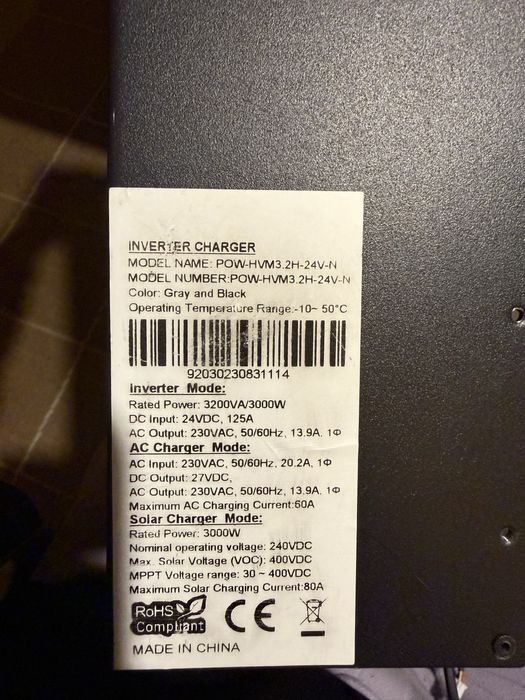 INVERTER CHARGER
MODEL NAME: POW-HVM3.2H-24V-N
MODEL NUMBER:POW-HVM3.2H-24V-N
Color: Gray and Black
Operating Temperature Range:-10~ 50°C
92030230831114
Inverter Mode:
Rated Power: 3200VA/3000W
DC Input: 24VDC, 125A
AC Output: 230VAC, 50/60Hz, 13.9A, 1Φ
AC Charger Mode:
AC Input: 230VAC, 50/60Hz, 20.2A, 1Φ
DC Output: 27VDC,
AC Output: 230VAC, 50/60Hz, 13.9A, 1Φ
Maximum AC Charging Current:60A
Solar Charger Mode:
Rated Power: 3000W
Nominal operating voltage: 240VDC
Max. Solar Voltage (VOC): 400VDC
MPPT Voltage range: 30 ~ 400VDC
Maximum Solar Charging Current:80A
RoHS
Compliant
CE
MADE IN CHINA